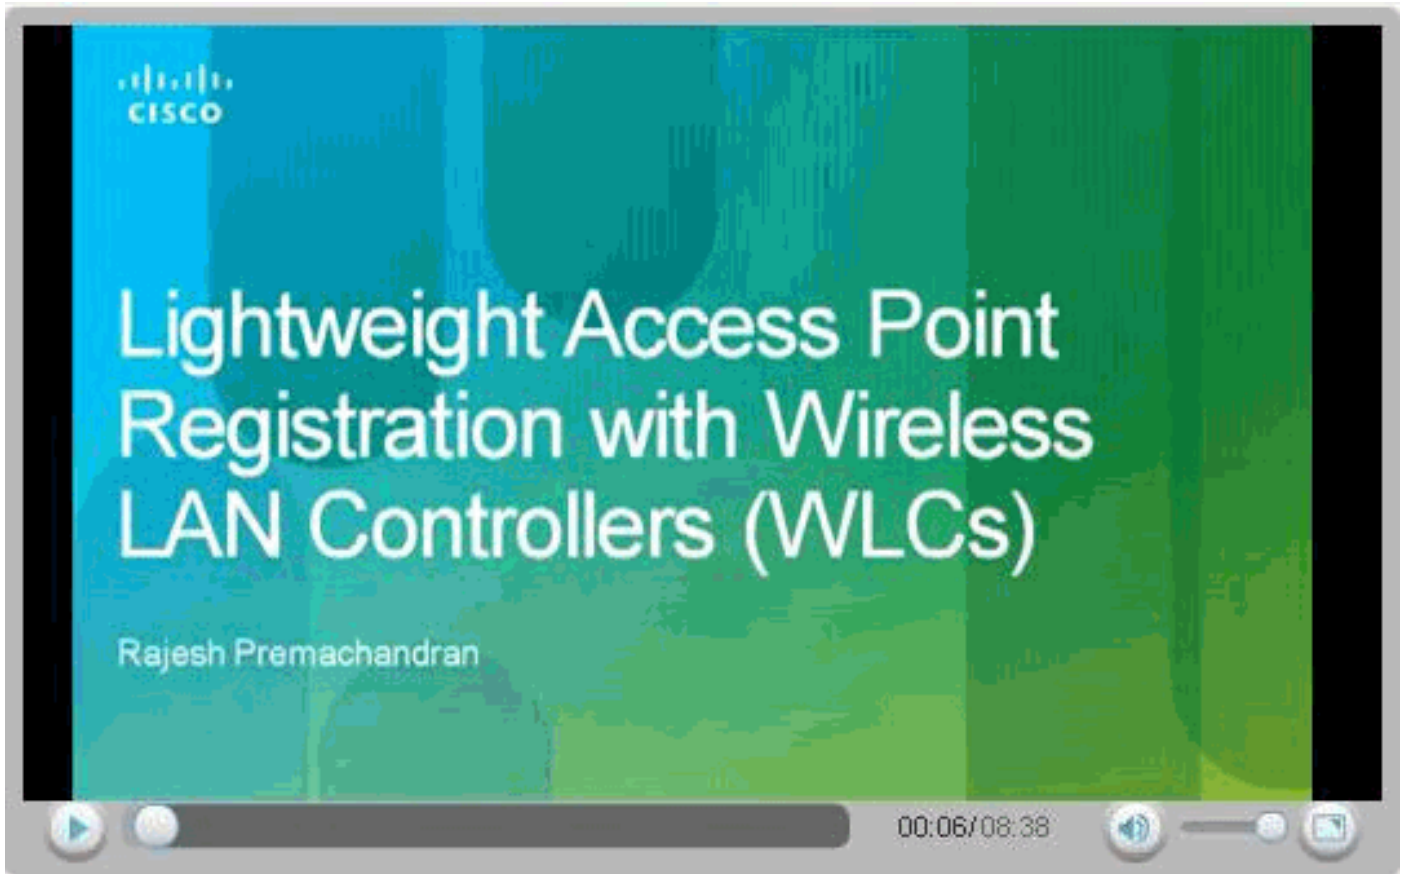 CISCO
Lightweight Access Point
Registration with Wireless
LAN Controllers (WLCs)
Rajesh Premachandran
00:06/08:38